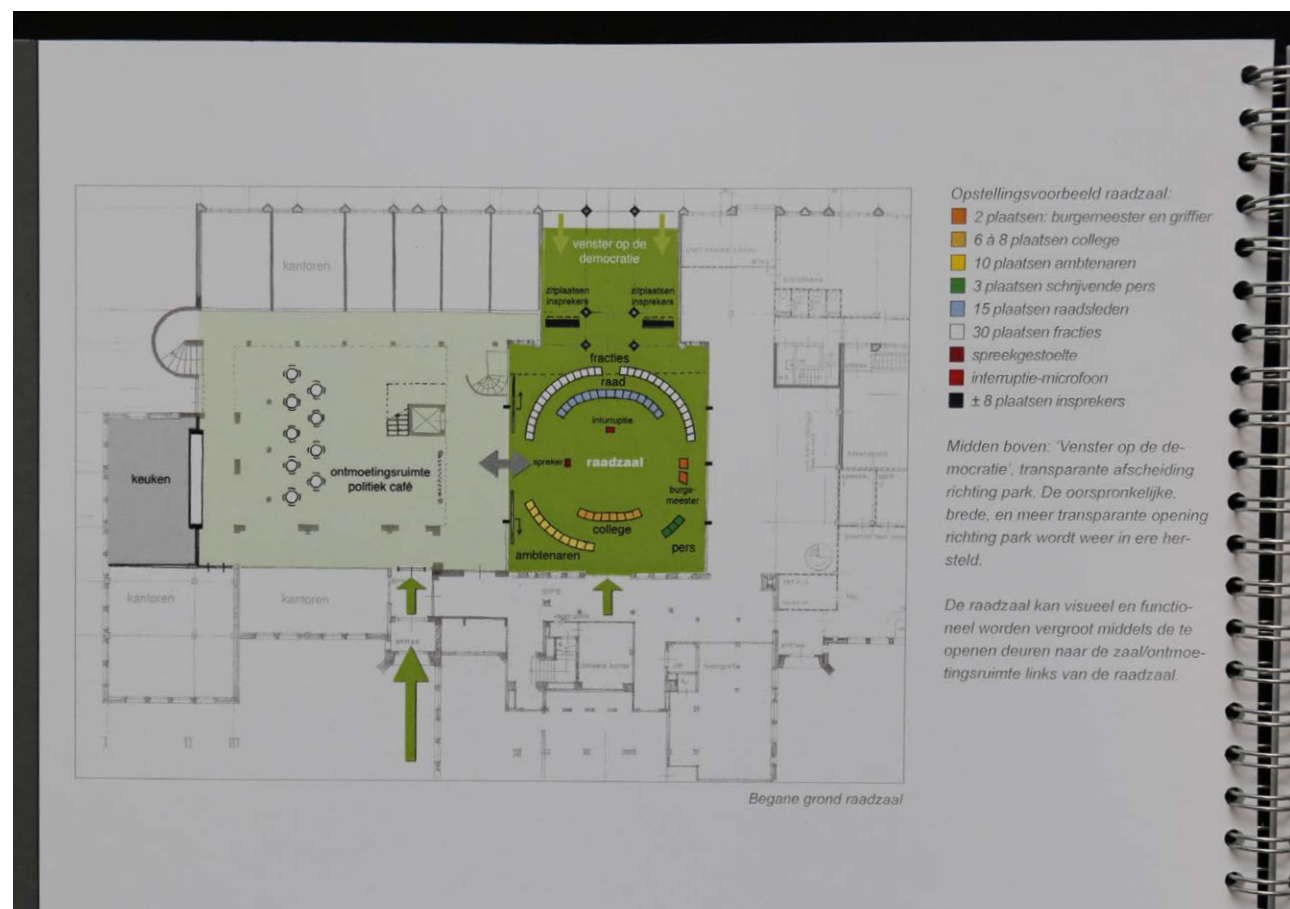 venster op de
democratie
kantoren
zitplaatsen
insprekers
zitplaatsen
insprekers
fracties
raad
interruptie
spreker
raadzaal
keuken
ontmoetingsruimte
politiek café
burge-
meester
college
ambtenaren
pers
kantoren
kantoren
entree
I
II
III
Begane grond raadzaal
Opstellingsvoorbeeld raadzaal:
2 plaatsen: burgemeester en griffier
6 à 8 plaatsen college
10 plaatsen ambtenaren
3 plaatsen schrijvende pers
15 plaatsen raadsleden
30 plaatsen fracties
spreekgestoelte
interruptie-microfoon
± 8 plaatsen insprekers
Midden boven: ‘Venster op de de-
mocratie’, transparante afscheiding
richting park. De oorspronkelijke,
brede, en meer transparante opening
richting park wordt weer in ere her-
steld.
De raadzaal kan visueel en functio-
neel worden vergroot middels de te
openen deuren naar de zaal/ontmoe-
tingsruimte links van de raadzaal.